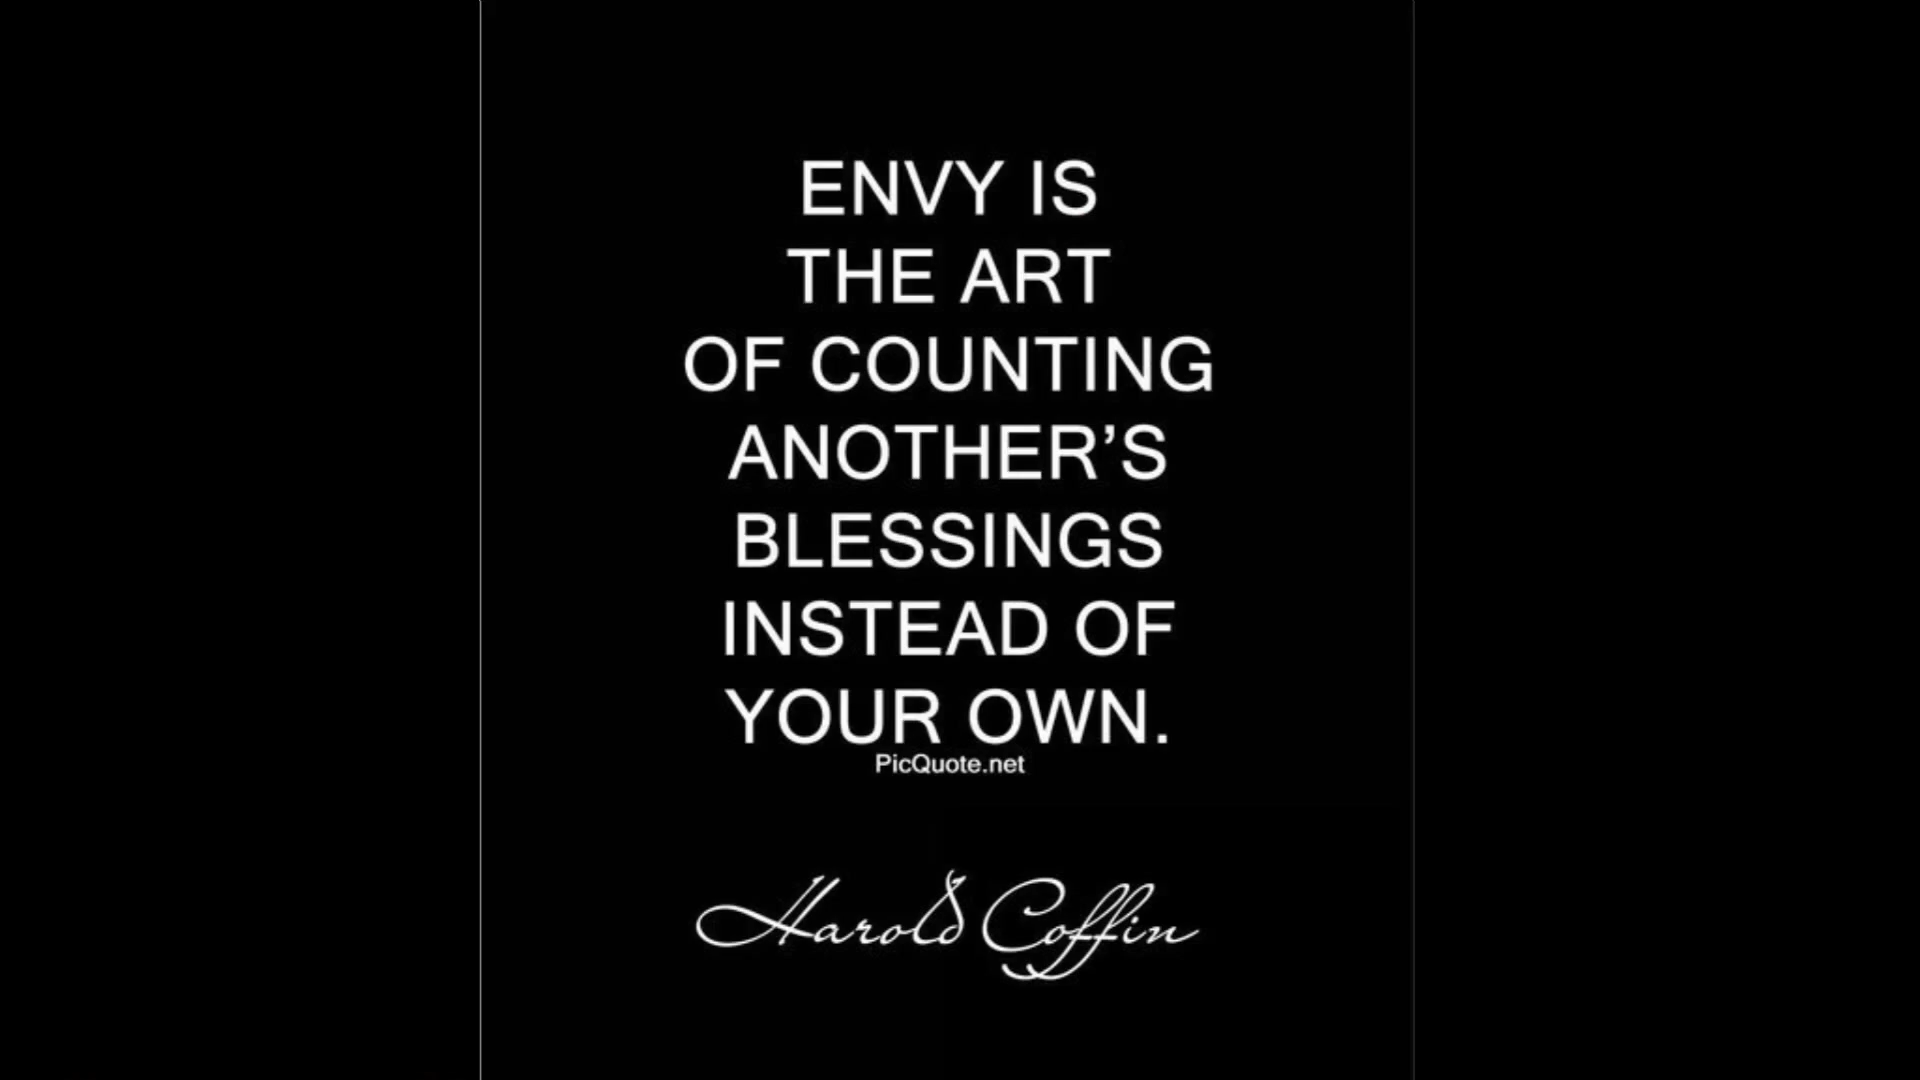 ENVY IS
THE ART
OF COUNTING
ANOTHER’S
BLESSINGS
INSTEAD OF
YOUR OWN.
PicQuote.net
Harold Coffin